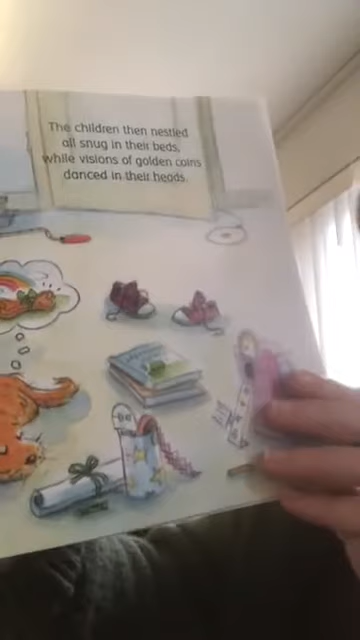 The children then nestled
all snug in their beds,
while visions of golden coins
danced in their heads.